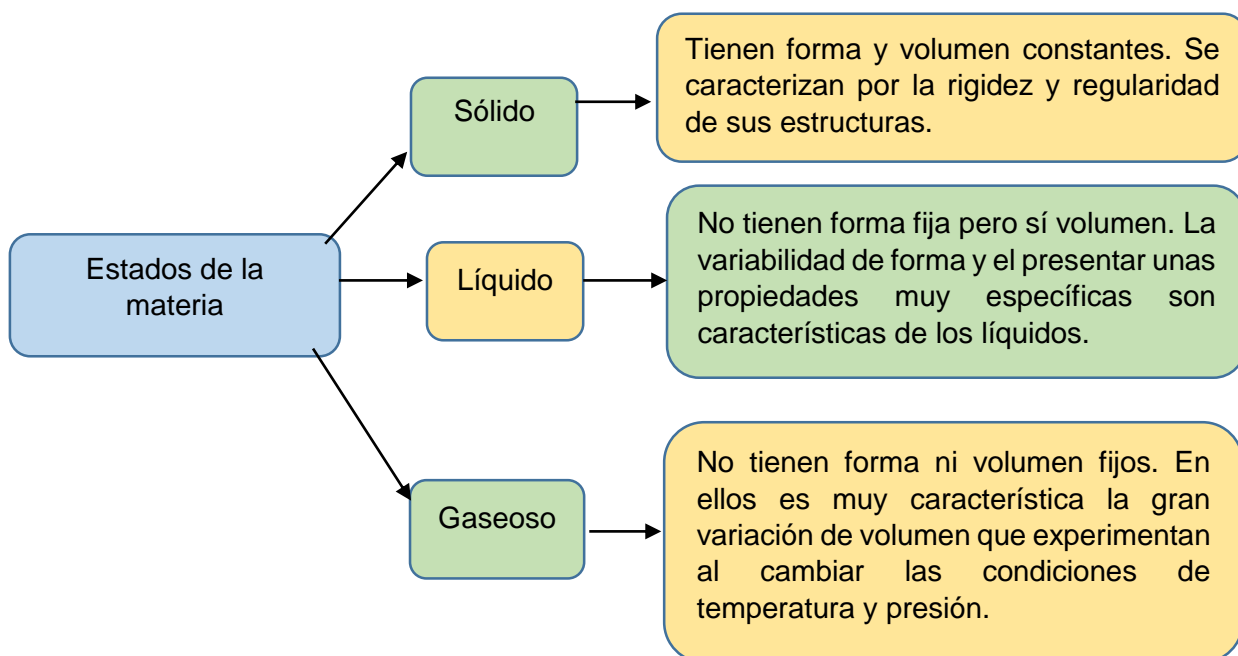 Estados de la
materia
Sólido
Tienen forma y volumen constantes. Se
caracterizan por la rigidez y regularidad
de sus estructuras.
Líquido
No tienen forma fija pero sí volumen. La
variabilidad de forma y el presentar unas
propiedades muy específicas son
características de los líquidos.
Gaseoso
No tienen forma ni volumen fijos. En
ellos es muy característica la gran
variación de volumen que experimentan
al cambiar las condiciones de
temperatura y presión.